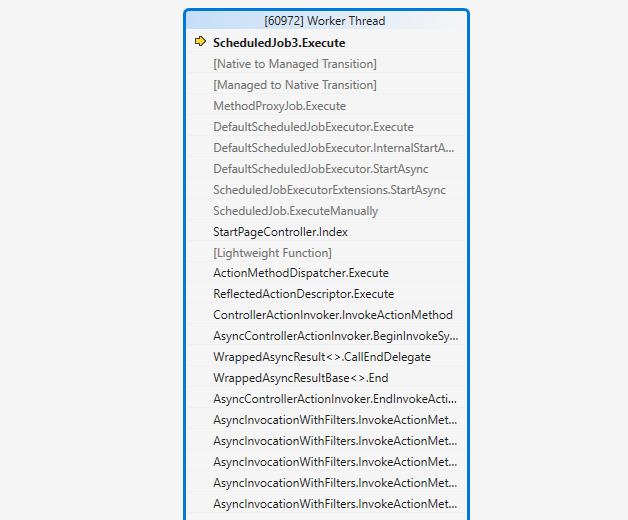 [60972] Worker Thread
ScheduledJob3.Execute
[Native to Managed Transition]
[Managed to Native Transition]
MethodProxyJob.Execute
DefaultScheduledJobExecutor.Execute
DefaultScheduledJobExecutor.InternalStartA...
DefaultScheduledJobExecutor.StartAsync
ScheduledJobExecutorExtensions.StartAsync
ScheduledJob.ExecuteManually
StartPageController.Index
[Lightweight Function]
ActionMethodDispatcher.Execute
ReflectedActionDescriptor.Execute
ControllerActionInvoker.InvokeActionMethod
AsyncControllerActionInvoker.BeginInvokeSy...
WrappedAsyncResult<>.CallEndDelegate
WrappedAsyncResultBase<>.End
AsyncControllerActionInvoker.EndInvokeActi...
AsyncInvocationWithFilters.InvokeActionMet...
AsyncInvocationWithFilters.InvokeActionMet...
AsyncInvocationWithFilters.InvokeActionMet...
AsyncInvocationWithFilters.InvokeActionMet...
AsyncInvocationWithFilters.InvokeActionMet...